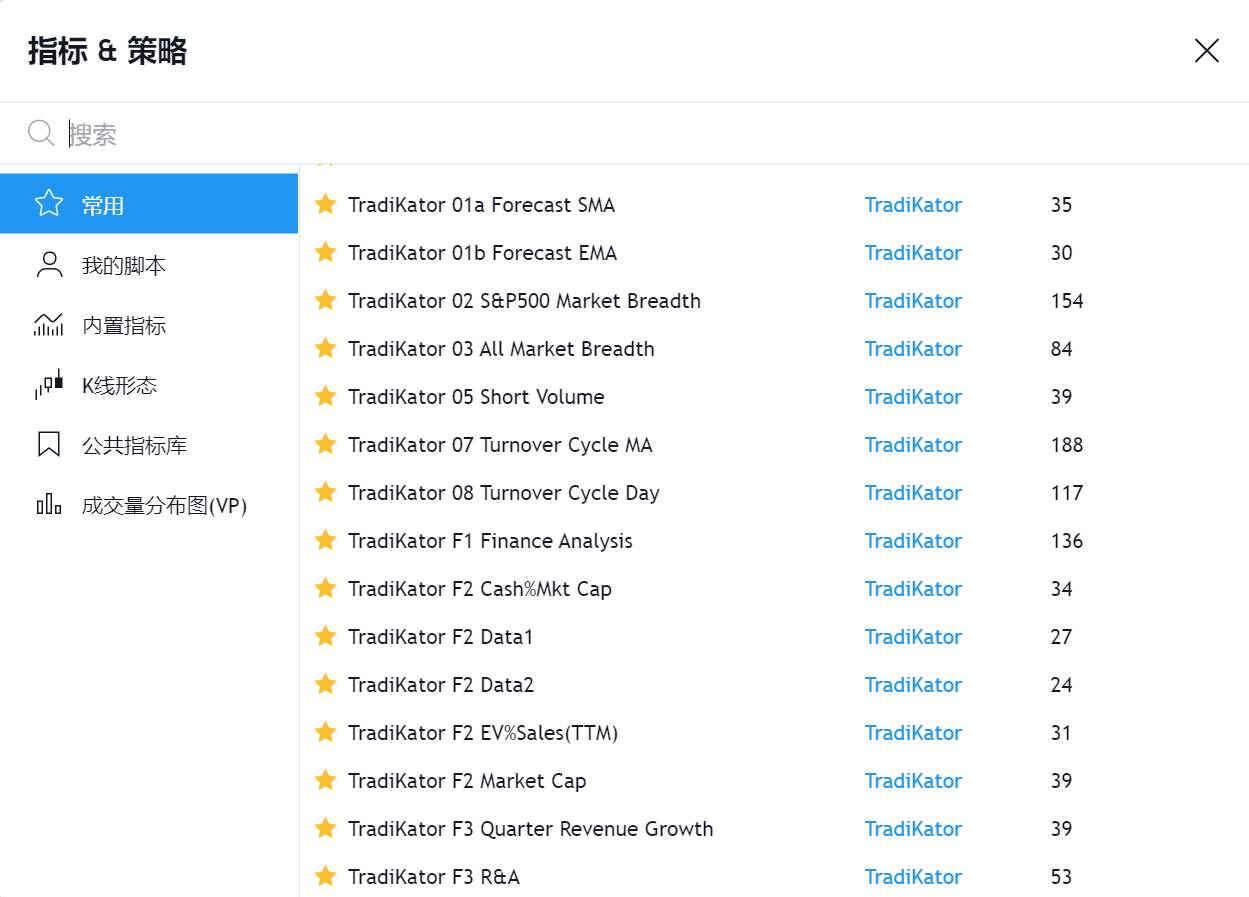 指标 & 策略
搜索
常用
我的脚本
内置指标
K线形态
公共指标库
成交量分布图(VP)
TradiKator 01a Forecast SMA TradiKator 35
TradiKator 01b Forecast EMA TradiKator 30
TradiKator 02 S&P500 Market Breadth TradiKator 154
TradiKator 03 All Market Breadth TradiKator 84
TradiKator 05 Short Volume TradiKator 39
TradiKator 07 Turnover Cycle MA TradiKator 188
TradiKator 08 Turnover Cycle Day TradiKator 117
TradiKator F1 Finance Analysis TradiKator 136
TradiKator F2 Cash%Mkt Cap TradiKator 34
TradiKator F2 Data1 TradiKator 27
TradiKator F2 Data2 TradiKator 24
TradiKator F2 EV%Sales(TTM) TradiKator 31
TradiKator F2 Market Cap TradiKator 39
TradiKator F3 Quarter Revenue Growth TradiKator 39
TradiKator F3 R&A TradiKator 53